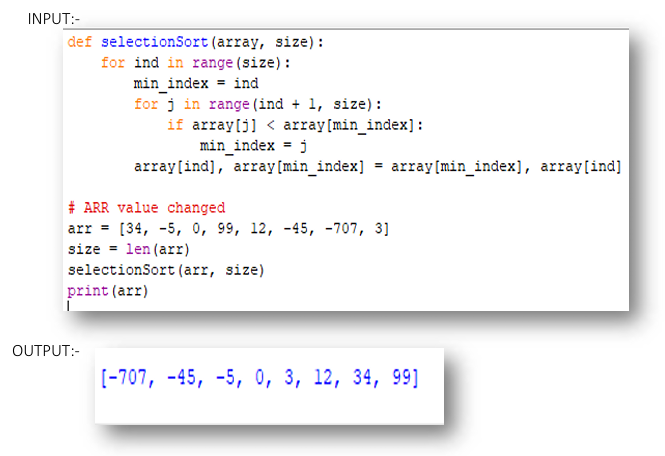 INPUT:-
def selectionSort(array, size):
    for ind in range(size):
        min_index = ind
        for j in range(ind + 1, size):
            if array[j] < array[min_index]:
                min_index = j
        array[ind], array[min_index] = array[min_index], array[ind]

# ARR value changed
arr = [34, -5, 0, 99, 12, -45, -707, 3]
size = len(arr)
selectionSort(arr, size)
print(arr)
OUTPUT:-
[-707, -45, -5, 0, 3, 12, 34, 99]